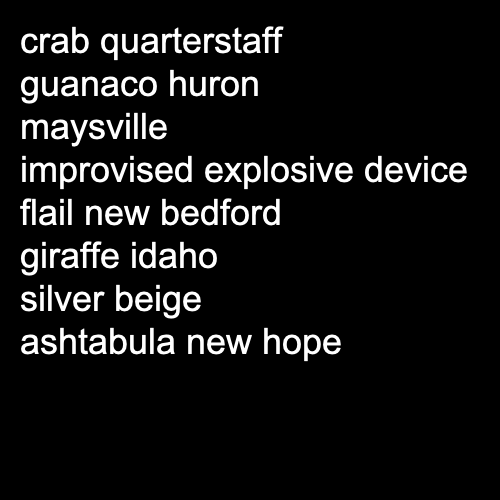 crab quarterstaff
guanaco huron
maysville
improvised explosive device
flail new bedford
giraffe idaho
silver beige
ashtabula new hope